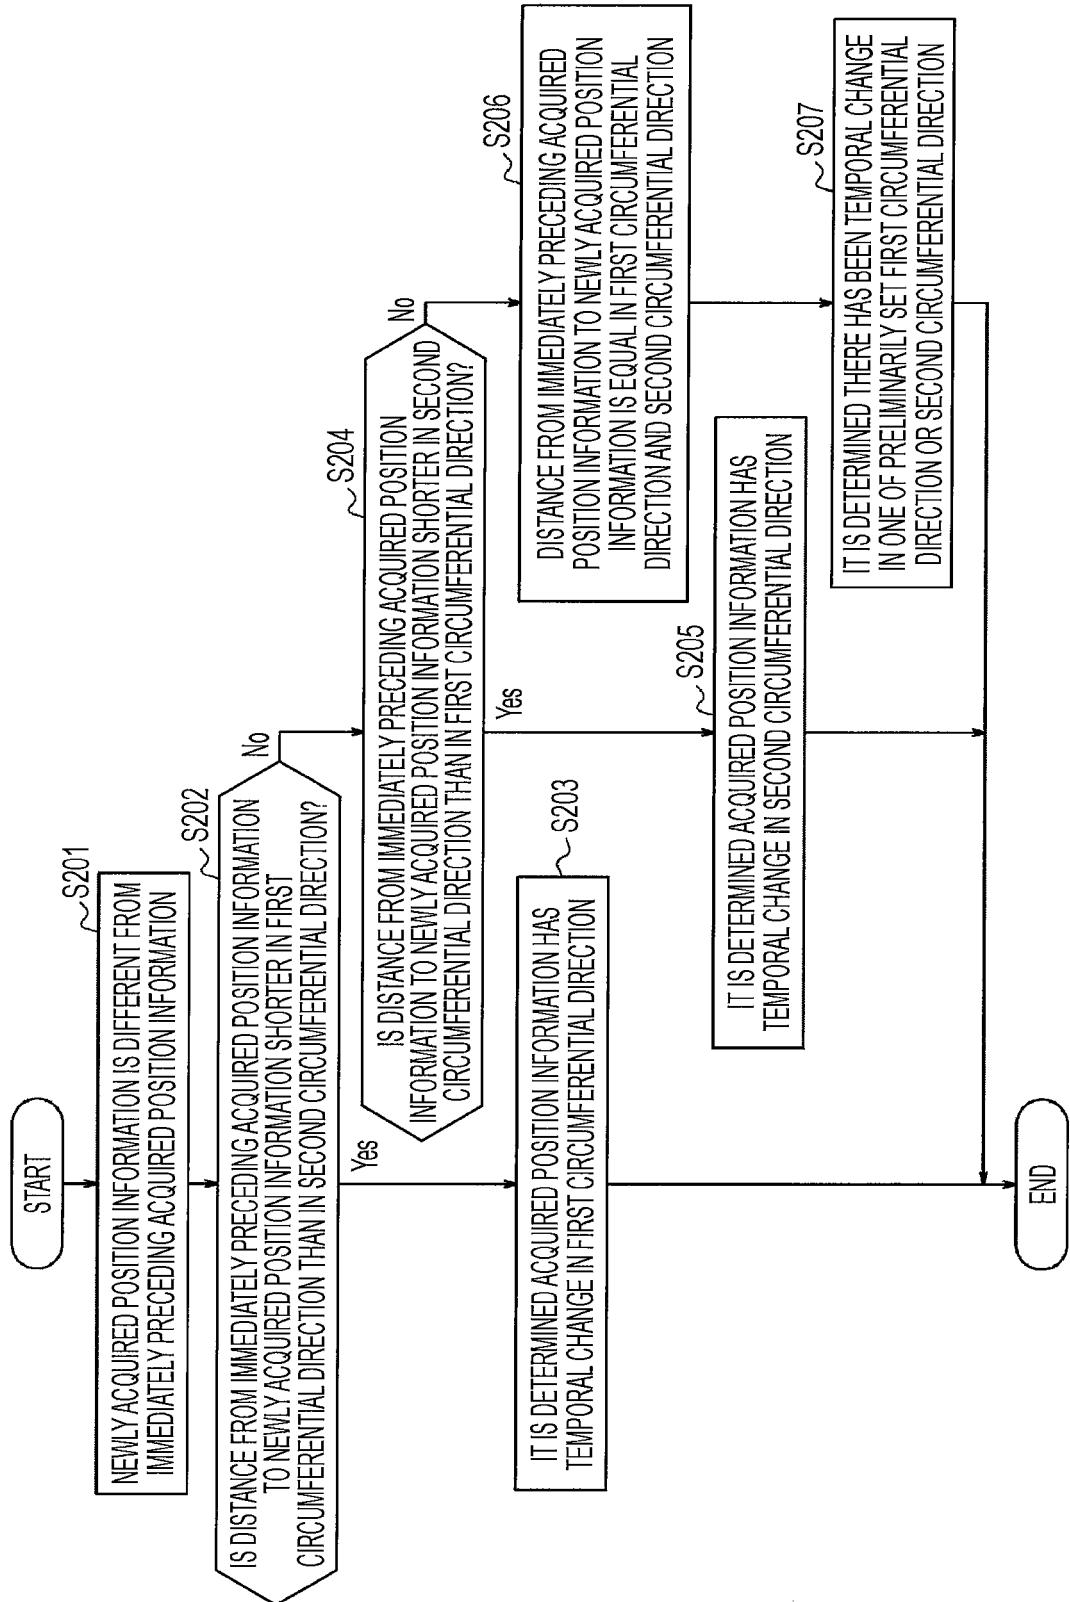 START
S201
NEWLY ACQUIRED POSITION INFORMATION IS DIFFERENT FROM
IMMEDIATELY PRECEDING ACQUIRED POSITION INFORMATION
S202
IS DISTANCE FROM IMMEDIATELY PRECEDING ACQUIRED POSITION INFORMATION
TO NEWLY ACQUIRED POSITION INFORMATION SHORTER IN FIRST
CIRCUMFERENTIAL DIRECTION THAN IN SECOND CIRCUMFERENTIAL DIRECTION?
No
Yes
S203
IT IS DETERMINED ACQUIRED POSITION INFORMATION HAS
TEMPORAL CHANGE IN FIRST CIRCUMFERENTIAL DIRECTION
S204
IS DISTANCE FROM IMMEDIATELY PRECEDING ACQUIRED POSITION
INFORMATION TO NEWLY ACQUIRED POSITION INFORMATION SHORTER IN SECOND
CIRCUMFERENTIAL DIRECTION THAN IN FIRST CIRCUMFERENTIAL DIRECTION?
No
Yes
S205
IT IS DETERMINED ACQUIRED POSITION INFORMATION HAS
TEMPORAL CHANGE IN SECOND CIRCUMFERENTIAL DIRECTION
S206
DISTANCE FROM IMMEDIATELY PRECEDING ACQUIRED
POSITION INFORMATION TO NEWLY ACQUIRED POSITION
INFORMATION IS EQUAL IN FIRST CIRCUMFERENTIAL
DIRECTION AND SECOND CIRCUMFERENTIAL DIRECTION
S207
IT IS DETERMINED THERE HAS BEEN TEMPORAL CHANGE
IN ONE OF PRELIMINARILY SET FIRST CIRCUMFERENTIAL
DIRECTION OR SECOND CIRCUMFERENTIAL DIRECTION
END